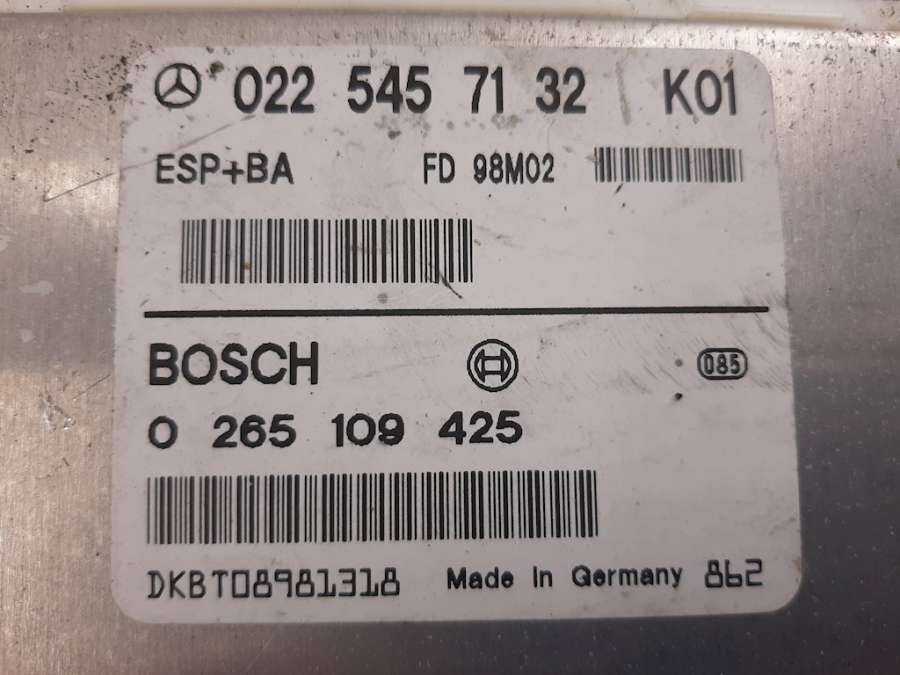 022 545 71 32 K01
ESP+BA FD 98M02
BOSCH 085
0 265 109 425
DKBT08981318 Made In Germany 862